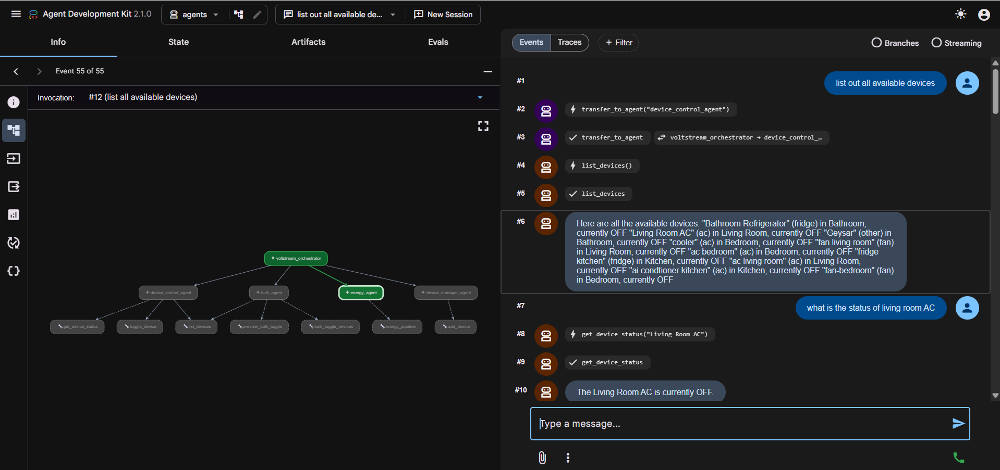 Agent Development Kit 2.1.0
agents
list out all available de...
New Session
Info
State
Artifacts
Evals
Event 55 of 55
Invocation:
#12 (list all available devices)
voltstream_orchestrator
device_control_agent
bulk_agent
energy_agent
device_manager_agent
get_device_status
toggle_device
list_devices
preview_bulk_toggle
bulk_toggle_devices
energy_pipeline
add_device
Events
Traces
+ Filter
Branches
Streaming
#1
list out all available devices
#2
transfer_to_agent("device_control_agent")
#3
transfer_to_agent
voltstream_orchestrator → device_control_…
#4
list_devices()
#5
list_devices
#6
Here are all the available devices: "Bathroom Refrigerator" (fridge) in Bathroom,
currently OFF "Living Room AC" (ac) in Living Room, currently OFF "Geysar" (other) in
Bathroom, currently OFF "cooler" (ac) in Bedroom, currently OFF "fan living room" (fan)
in Living Room, currently OFF "ac bedroom" (ac) in Bedroom, currently OFF "fridge
kitchen" (fridge) in Kitchen, currently OFF "ac living room" (ac) in Living Room,
currently OFF "ai condtioner kitchen" (ac) in Kitchen, currently OFF "fan-bedroom" (fan)
in Bedroom, currently OFF
#7
what is the status of living room AC
#8
get_device_status("Living Room AC")
#9
get_device_status
#10
The Living Room AC is currently OFF.
Type a message...